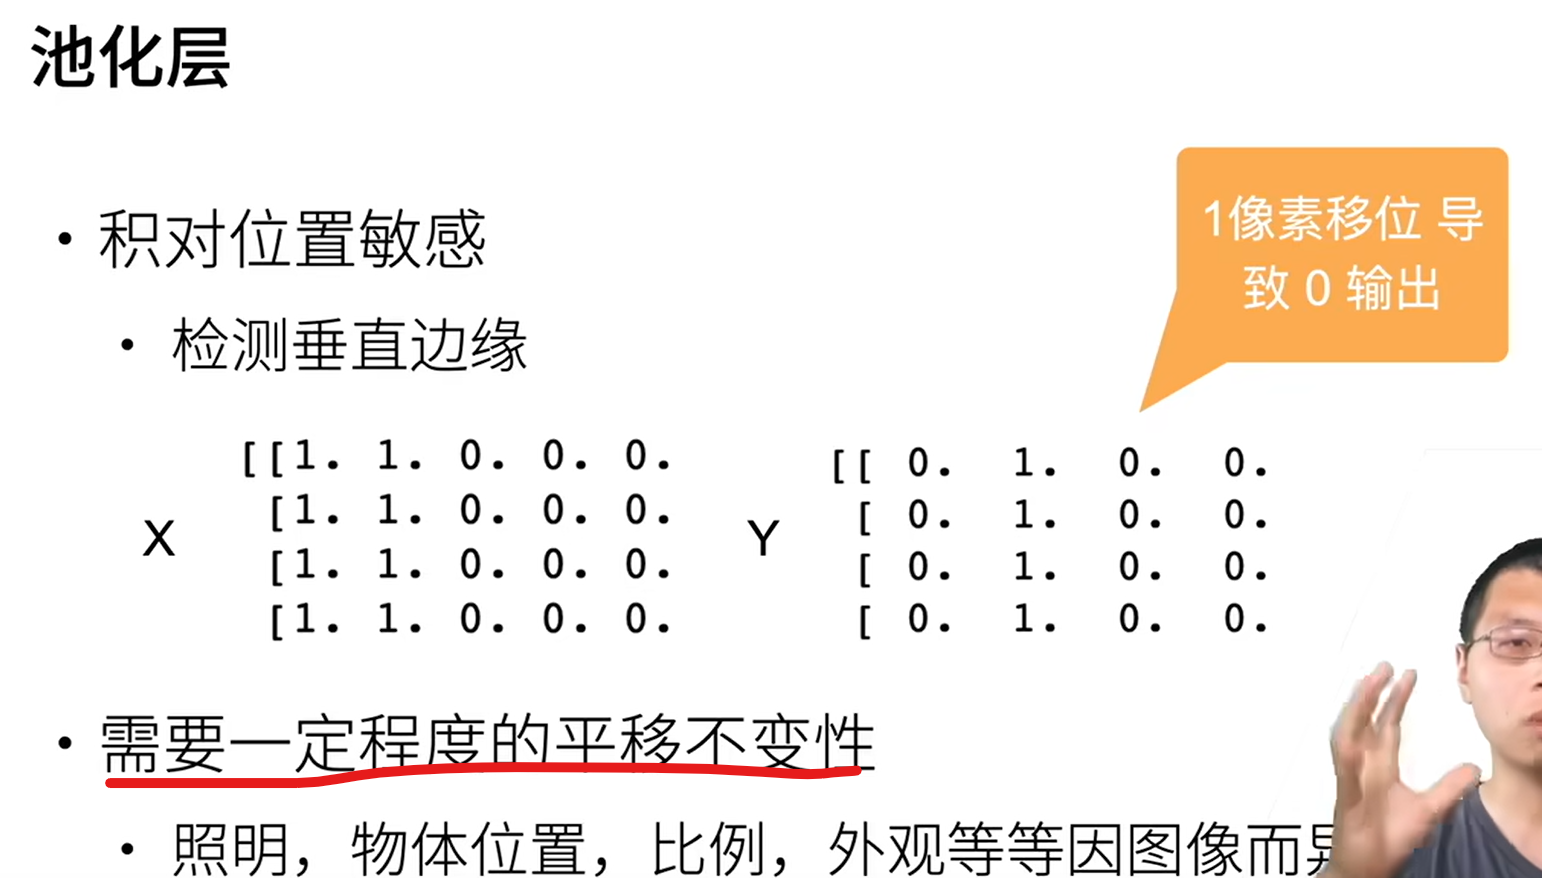 池化层
• 积对位置敏感
• 检测垂直边缘
1像素移位 导
致 0 输出
X
[[1. 1. 0. 0. 0.
[1. 1. 0. 0. 0.
[1. 1. 0. 0. 0.
[1. 1. 0. 0. 0.
Y
[[ 0. 1. 0. 0.
[ 0. 1. 0. 0.
[ 0. 1. 0. 0.
[ 0. 1. 0. 0.
• 需要一定程度的平移不变性
• 照明，物体位置，比例，外观等等因图像而